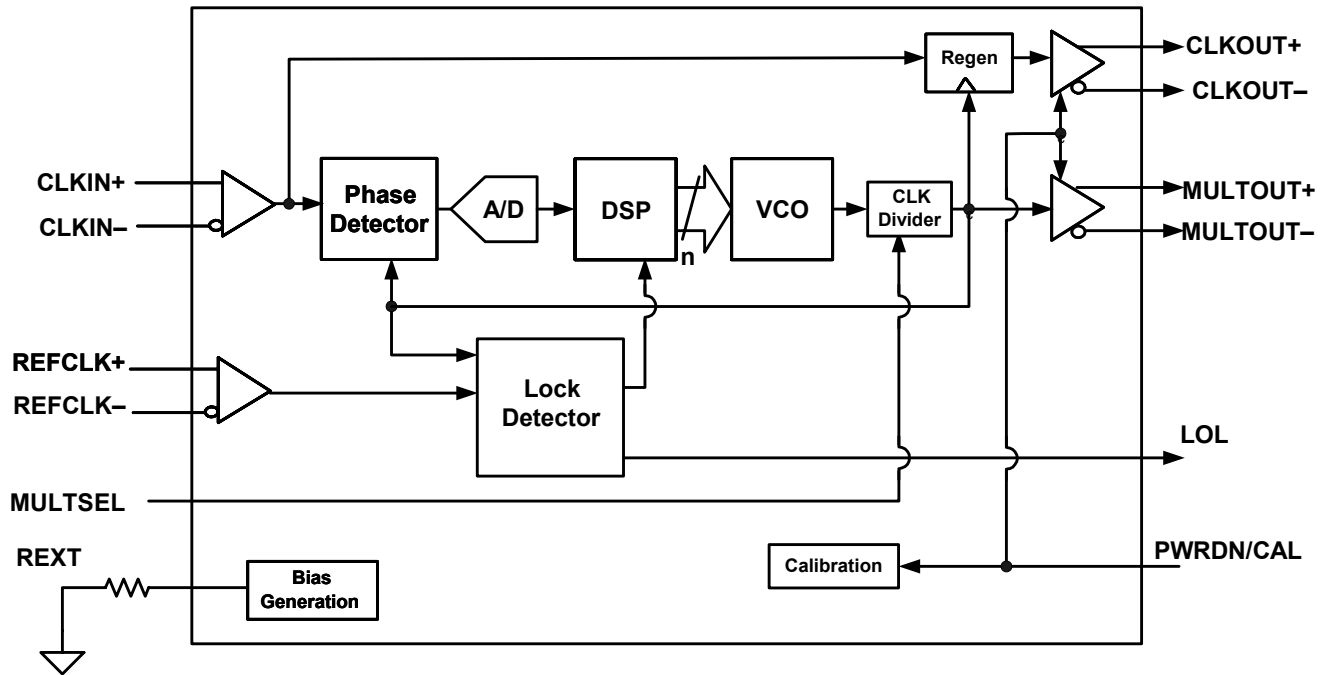 Regen
CLKOUT+
CLKOUT–
CLKIN+
CLKIN–
Phase
Detector
A/D
DSP
n
VCO
CLK
Divider
MULTOUT+
MULTOUT–
REFCLK+
REFCLK–
Lock
Detector
LOL
MULTSEL
REXT
Bias
Generation
Calibration
PWRDN/CAL